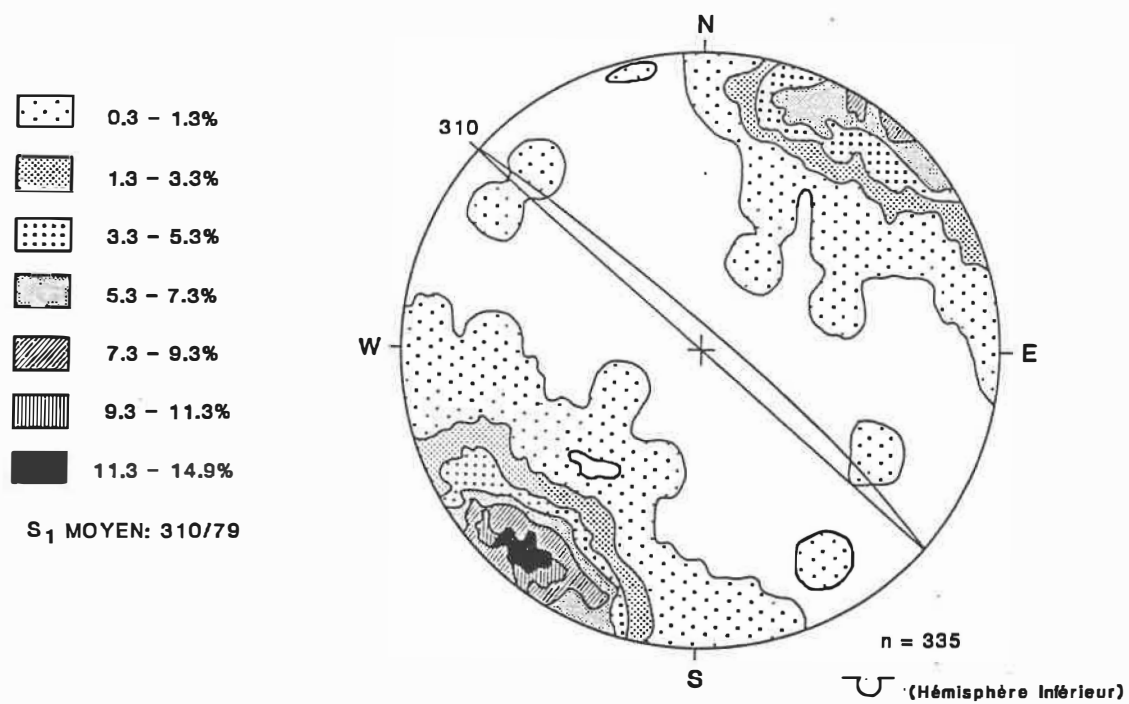 N
0.3 – 1.3%
310
1.3 – 3.3%
3.3 – 5.3%
5.3 – 7.3%
W
E
7.3 – 9.3%
9.3 – 11.3%
11.3 – 14.9%
S₁ MOYEN: 310/79
n = 335
S
(Hémisphère Inférieur)